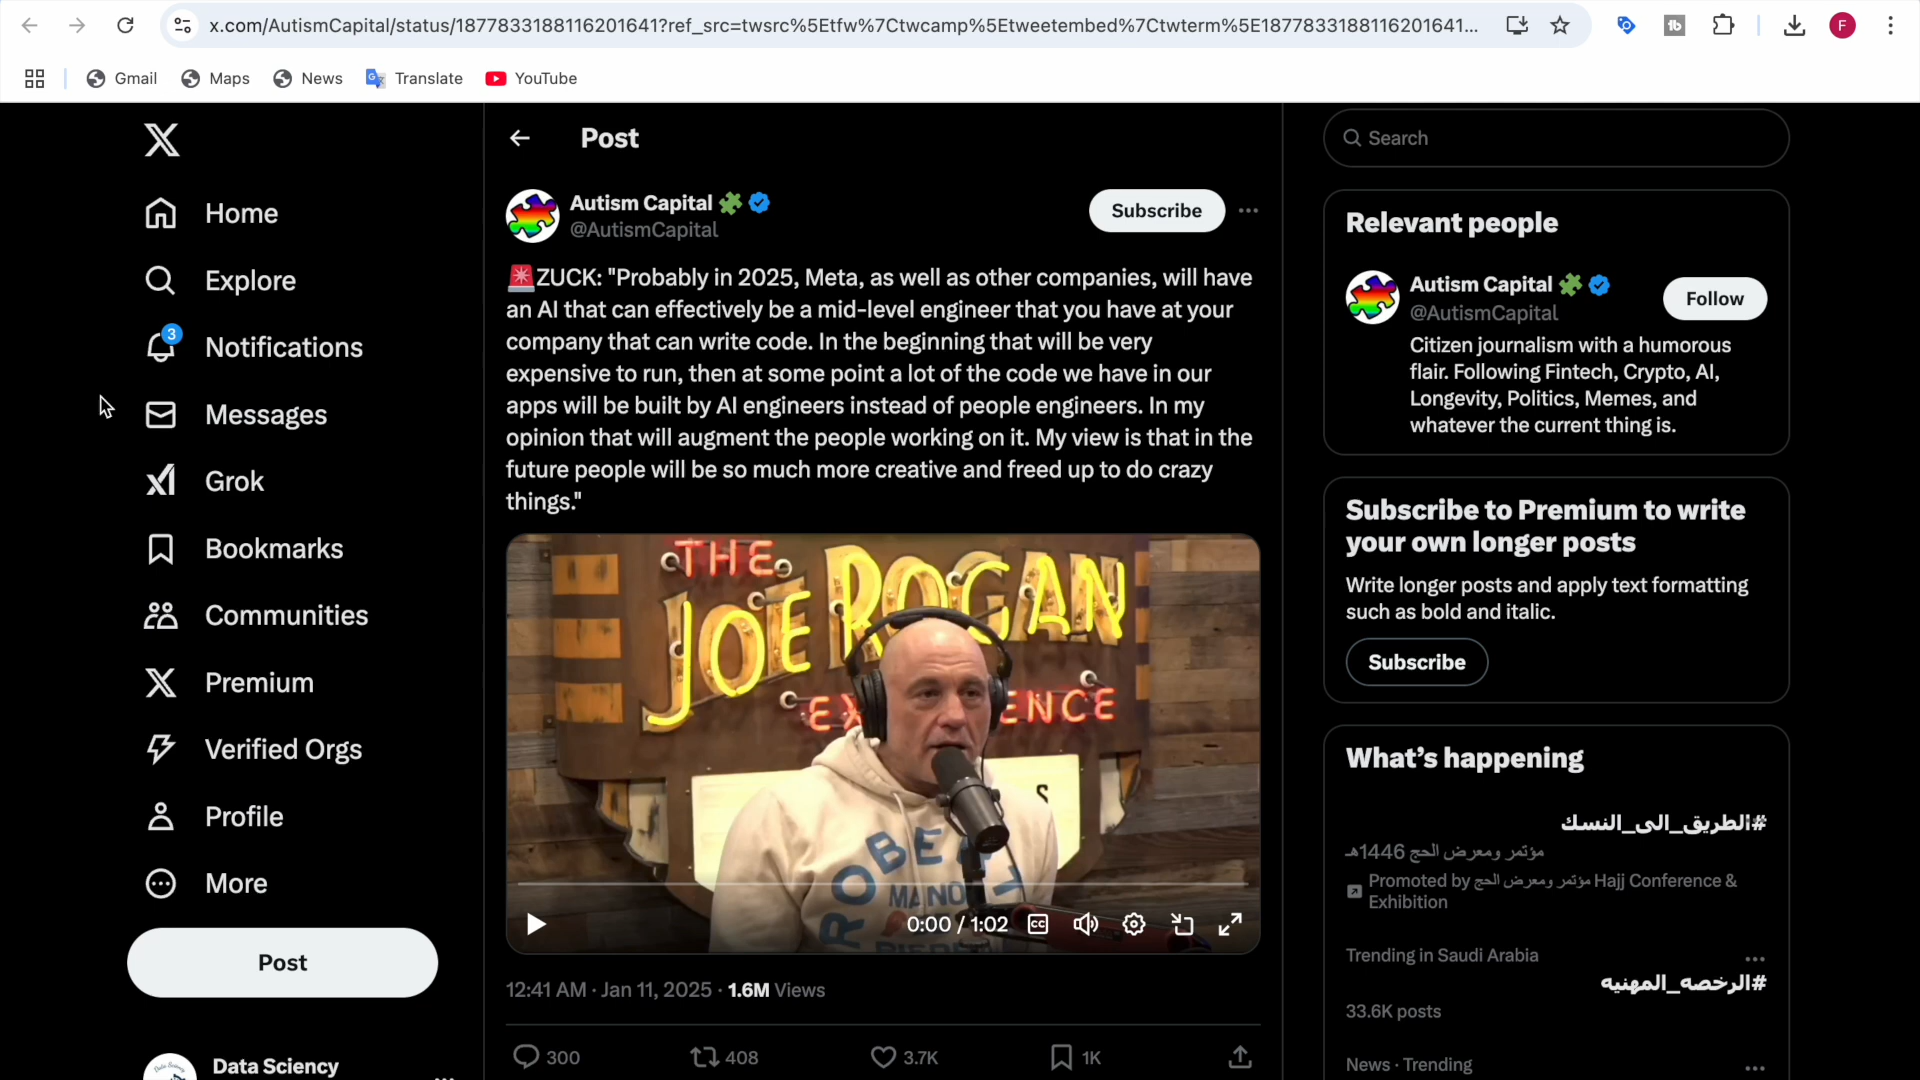 x.com/AutismCapital/status/1877833188116201641?ref_src=twsrc%5Etfw%7Ctwcamp%5Etweetembed%7Ctwterm%5E1877833188116201641...
F
Gmail
Maps
News
Translate
YouTube
Home
Explore
3
Notifications
Messages
Grok
Bookmarks
Communities
Premium
Verified Orgs
Profile
More
Post
Data Sciency
Post
Autism Capital
@AutismCapital
Subscribe
ZUCK: "Probably in 2025, Meta, as well as other companies, will have
an AI that can effectively be a mid-level engineer that you have at your
company that can write code. In the beginning that will be very
expensive to run, then at some point a lot of the code we have in our
apps will be built by AI engineers instead of people engineers. In my
opinion that will augment the people working on it. My view is that in the
future people will be so much more creative and freed up to do crazy
things."
THE
JOE ROGAN
0:00 / 1:02
CC
12:41 AM · Jan 11, 2025 · 1.6M Views
300
408
3.7K
1K
Search
Relevant people
Autism Capital
@AutismCapital
Follow
Citizen journalism with a humorous
flair. Following Fintech, Crypto, AI,
Longevity, Politics, Memes, and
whatever the current thing is.
Subscribe to Premium to write
your own longer posts
Write longer posts and apply text formatting
such as bold and italic.
Subscribe
What's happening
#الطريق_الى_النسك
مؤتمر ومعرض الحج 1446هـ
Promoted by مؤتمر ومعرض الحج Hajj Conference &
Exhibition
Trending in Saudi Arabia
#الرخصه_المهنيه
33.6K posts
News · Trending